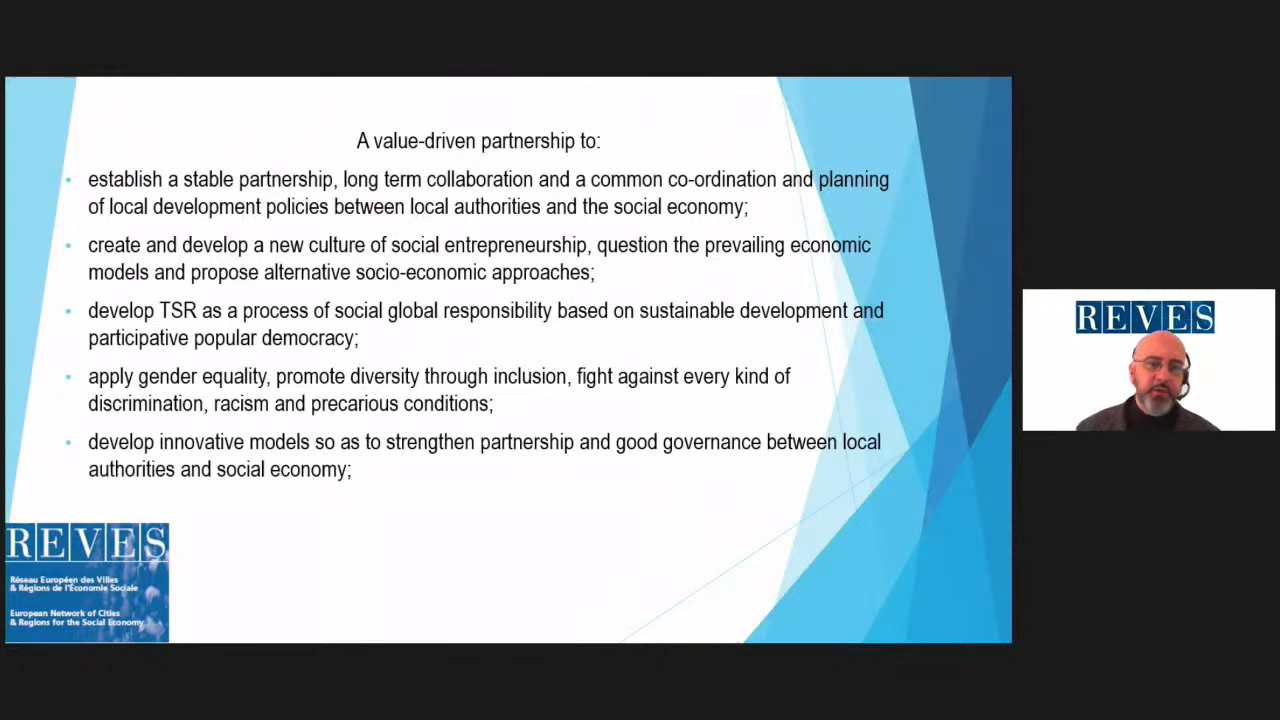 A value-driven partnership to:
• establish a stable partnership, long term collaboration and a common co-ordination and planning
of local development policies between local authorities and the social economy;
• create and develop a new culture of social entrepreneurship, question the prevailing economic
models and propose alternative socio-economic approaches;
• develop TSR as a process of social global responsibility based on sustainable development and
participative popular democracy;
• apply gender equality, promote diversity through inclusion, fight against every kind of
discrimination, racism and precarious conditions;
• develop innovative models so as to strengthen partnership and good governance between local
authorities and social economy;
REVES
Réseau Européen des Villes
& Régions de l'Économie Sociale
European Network of Cities
& Regions for the Social Economy
REVES